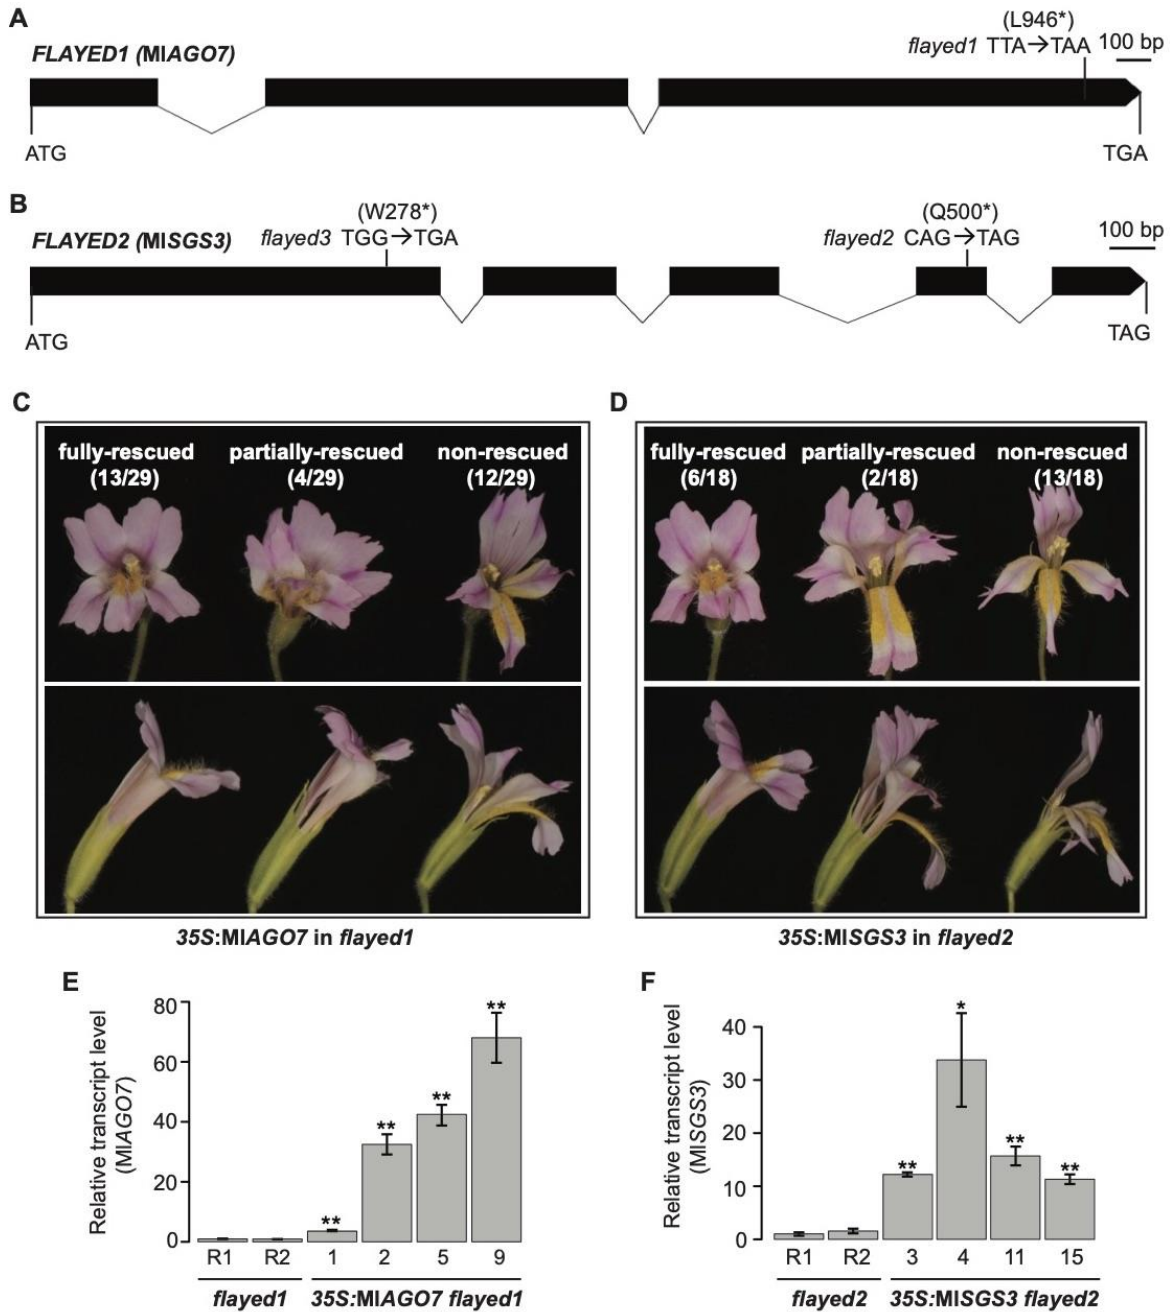 A
FLAYED1 (MlAGO7)
(L946*)
flayed1 TTA→TAA
100 bp
ATG
TGA
B
FLAYED2 (MlSGS3)
(W278*)
flayed3 TGG→TGA
(Q500*)
flayed2 CAG→TAG
100 bp
ATG
TAG
C
fully-rescued partially-rescued non-rescued
(13/29) (4/29) (12/29)
35S:MlAGO7 in flayed1
D
fully-rescued partially-rescued non-rescued
(6/18) (2/18) (13/18)
35S:MlSGS3 in flayed2
E
Relative transcript level
(MlAGO7)
80
60
40
20
0
** ** ** **
R1 R2 1 2 5 9
flayed1 35S:MlAGO7 flayed1
F
Relative transcript level
(MlSGS3)
40
30
20
10
0
** * ** **
R1 R2 3 4 11 15
flayed2 35S:MlSGS3 flayed2